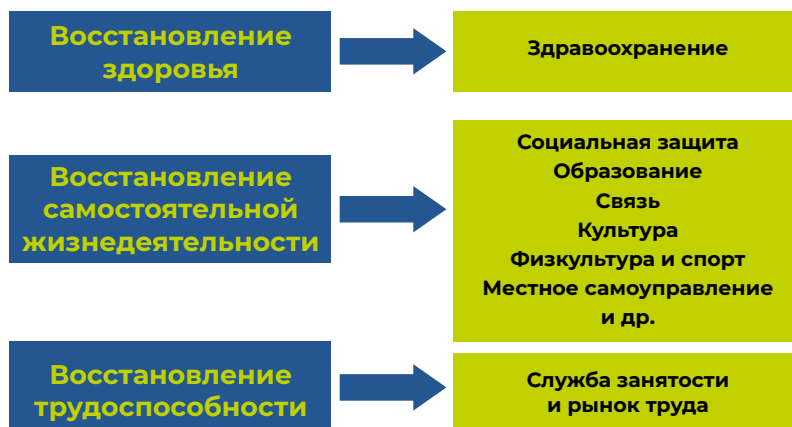 Восстановление
здоровья
Здравоохранение
Восстановление
самостоятельной
жизнедеятельности
Социальная защита
Образование
Связь
Культура
Физкультура и спорт
Местное самоуправление
и др.
Восстановление
трудоспособности
Служба занятости
и рынок труда